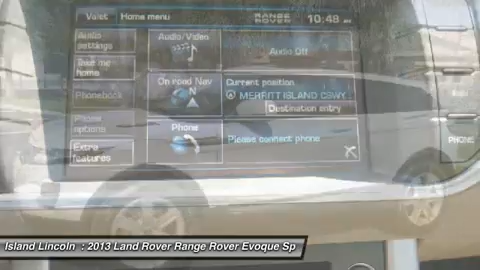 Valet
Home menu
RANGE ROVER
10:48 AM
Audio settings
Audio/Video
Audio Off
Take me home
On road Nav
N
Current position
MERRITT ISLAND CSWY
Destination entry
Phonebook
Phone options
Phone
Please connect phone
Extra features
PHONE
Island Lincoln : 2013 Land Rover Range Rover Evoque Sp